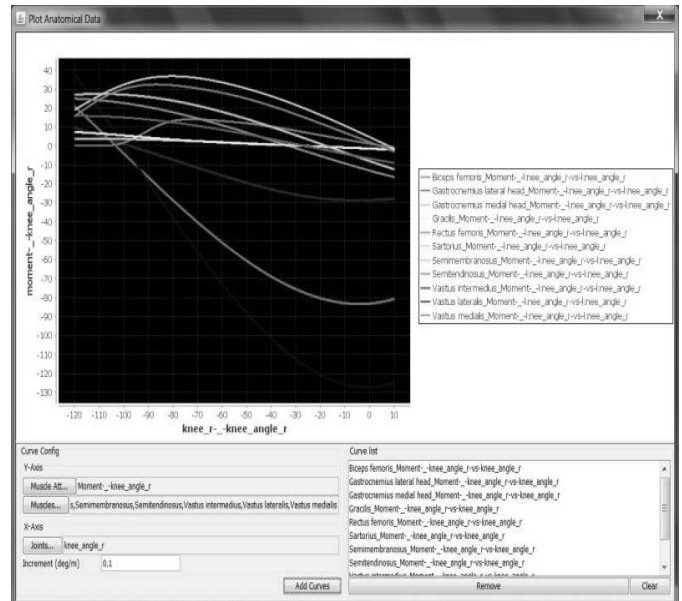 Plot Anatomical Data
X
40
30
20
10
0
-10
-20
-30
-40
-50
-60
-70
-80
-90
-100
-110
-120
-130
moment-_-knee_angle_r
-120 -110 -100 -90 -80 -70 -60 -50 -40 -30 -20 -10 0 10
knee_r-_-knee_angle_r
Biceps femoris_Moment-_-knee_angle_r-vs-knee_angle_r
Gastrocnemius lateral head_Moment-_-knee_angle_r-vs-knee_angle_r
Gastrocnemius medial head_Moment-_-knee_angle_r-vs-knee_angle_r
Gracilis_Moment-_-knee_angle_r-vs-knee_angle_r
Rectus femoris_Moment-_-knee_angle_r-vs-knee_angle_r
Sartorius_Moment-_-knee_angle_r-vs-knee_angle_r
Semimembranosus_Moment-_-knee_angle_r-vs-knee_angle_r
Semitendinosus_Moment-_-knee_angle_r-vs-knee_angle_r
Vastus intermedius_Moment-_-knee_angle_r-vs-knee_angle_r
Vastus lateralis_Moment-_-knee_angle_r-vs-knee_angle_r
Vastus medialis_Moment-_-knee_angle_r-vs-knee_angle_r
Curve Config
Y-Axis
Muscle Att... Moment-_-knee_angle_r
Muscles... s,Semimembranosus,Semitendinosus,Vastus intermedius,Vastus lateralis,Vastus medialis
X-Axis
Joints... knee_angle_r
Increment (deg/m) 0.1
Add Curves
Curve list
Biceps femoris_Moment-_-knee_angle_r-vs-knee_angle_r
Gastrocnemius lateral head_Moment-_-knee_angle_r-vs-knee_angle_r
Gastrocnemius medial head_Moment-_-knee_angle_r-vs-knee_angle_r
Gracilis_Moment-_-knee_angle_r-vs-knee_angle_r
Rectus femoris_Moment-_-knee_angle_r-vs-knee_angle_r
Sartorius_Moment-_-knee_angle_r-vs-knee_angle_r
Semimembranosus_Moment-_-knee_angle_r-vs-knee_angle_r
Semitendinosus_Moment-_-knee_angle_r-vs-knee_angle_r
Vastus intermedius_Moment-_-knee_angle_r-vs-knee_angle_r
Remove Clear